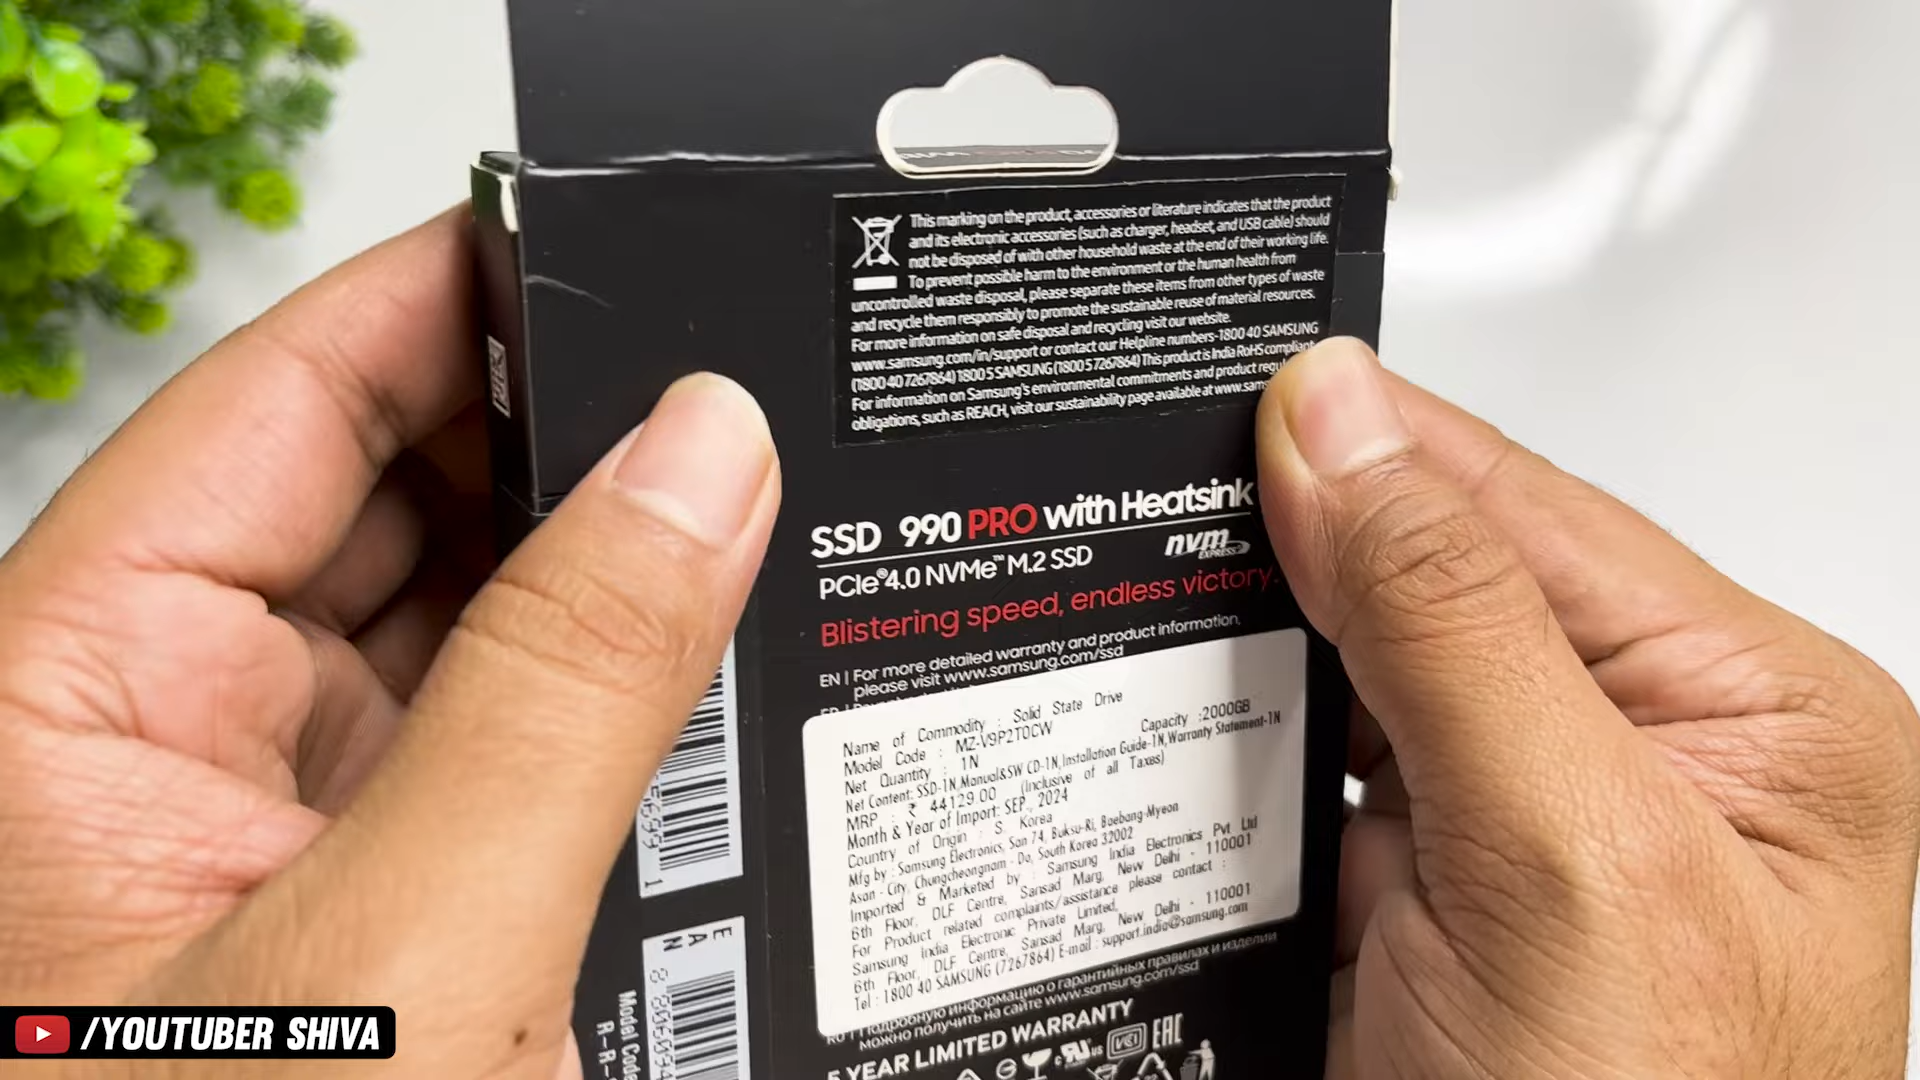 This marking on the product, accessories or literature indicates that the product
and its electronic accessories (such as charger, headset, and USB cable) should
not be disposed of with other household waste at the end of their working life.
To prevent possible harm to the environment or the human health from
uncontrolled waste disposal, please separate these items from other types of waste
and recycle them responsibly to promote the sustainable reuse of material resources.
For more information on safe disposal and recycling visit our website.
www.samsung.com/in/support or contact our Helpline numbers-1800 40 SAMSUNG
(1800 40 7267864) 1800 5 SAMSUNG (1800 5 7267864) This product is India RoHS compliant
For information on Samsung's environmental commitments and product regu
obligations, such as REACH, visit our sustainability page available at www.sams
SSD 990 PRO with Heatsink
PCIe® 4.0 NVMe™ M.2 SSD
nvm
EXPRESS
Blistering speed, endless victory.
EN | For more detailed warranty and product information,
please visit www.samsung.com/ssd
Name of Commodity : Solid State Drive
Model Code : MZ-V9P2T0CW Capacity :2000GB
Net Quantity : 1N
Net Content: SSD-1N,Manual&SW CD-1N,Installation Guide-1N,Warranty Statement-1N
MRP : ₹ 44129.00 (Inclusive of all Taxes)
Month & Year of Import: SEP., 2024
Country of Origin : S. Korea
Mfg by : Samsung Electronics, San 74, Buksu-Ri, Baebang-Myeon
Asan - City, Chungcheongnam - Do, South Korea 32002
Imported & Marketed by : Samsung India Electronics Pvt Ltd
6th Floor, DLF Centre, Sansad Marg, New Delhi - 110001
For Product related complaints/assistance please contact :
Samsung India Electronic Private Limited,
6th Floor, DLF Centre, Sansad Marg, New Delhi - 110001
Tel : 1800 40 SAMSUNG (7267864) E-mail : support.india@samsung.com
RU | Подробную информацию о гарантийных правилах и изделии
можно получить на сайте www.samsung.com/ssd
5 YEAR LIMITED WARRANTY
EAC
EAN
Model Code
/YOUTUBER SHIVA